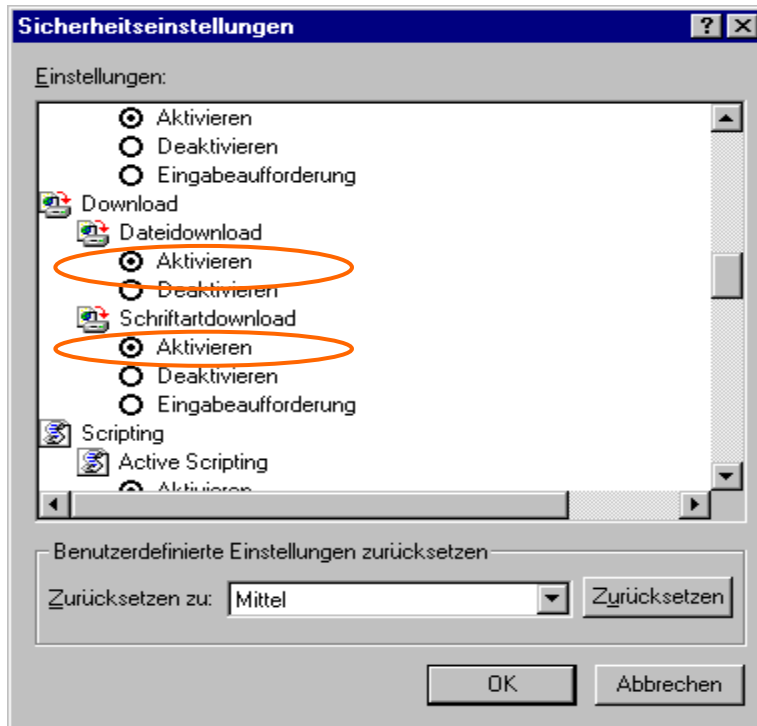 Sicherheitseinstellungen
Einstellungen:
Aktivieren
Deaktivieren
Eingabeaufforderung
Download
Dateidownload
Aktivieren
Deaktivieren
Schriftartdownload
Aktivieren
Deaktivieren
Eingabeaufforderung
Scripting
Active Scripting
Aktivieren
Benutzerdefinierte Einstellungen zurücksetzen
Zurücksetzen zu: Mittel Zurücksetzen
OK Abbrechen